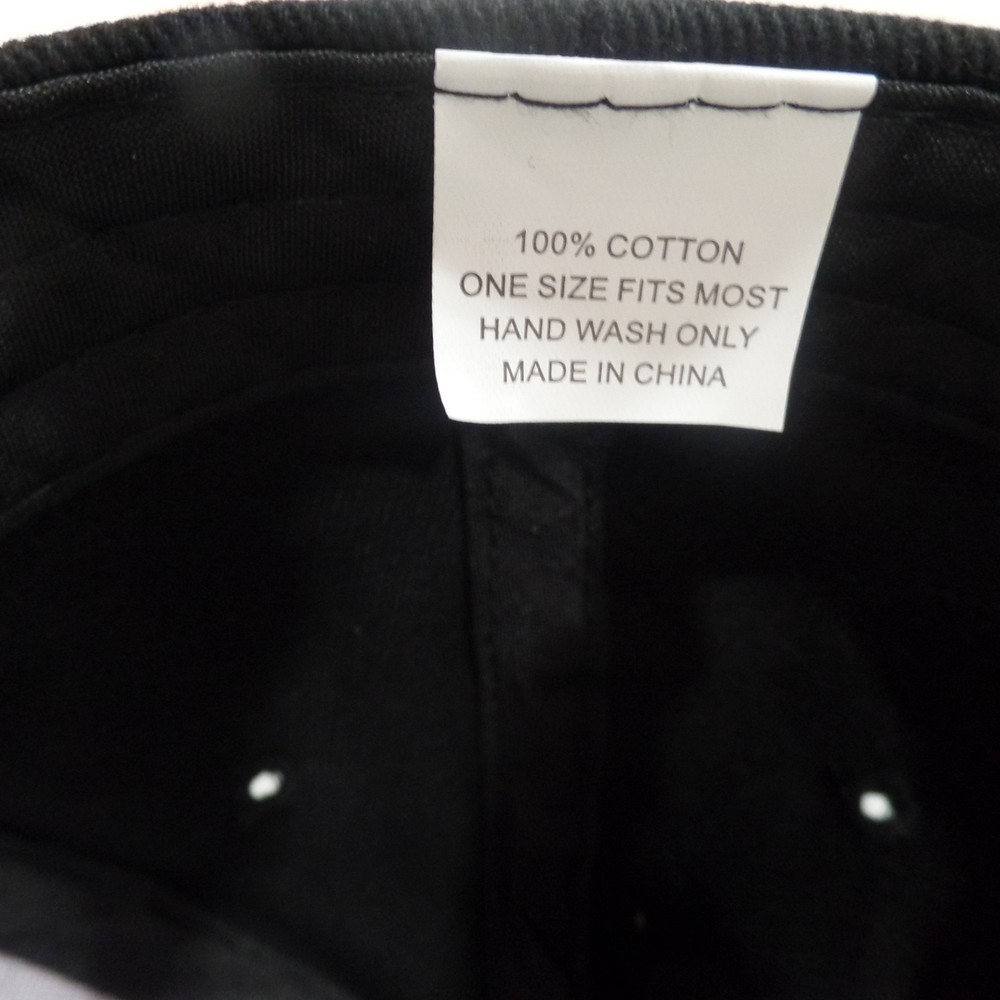 100% COTTON
ONE SIZE FITS MOST
HAND WASH ONLY
MADE IN CHINA